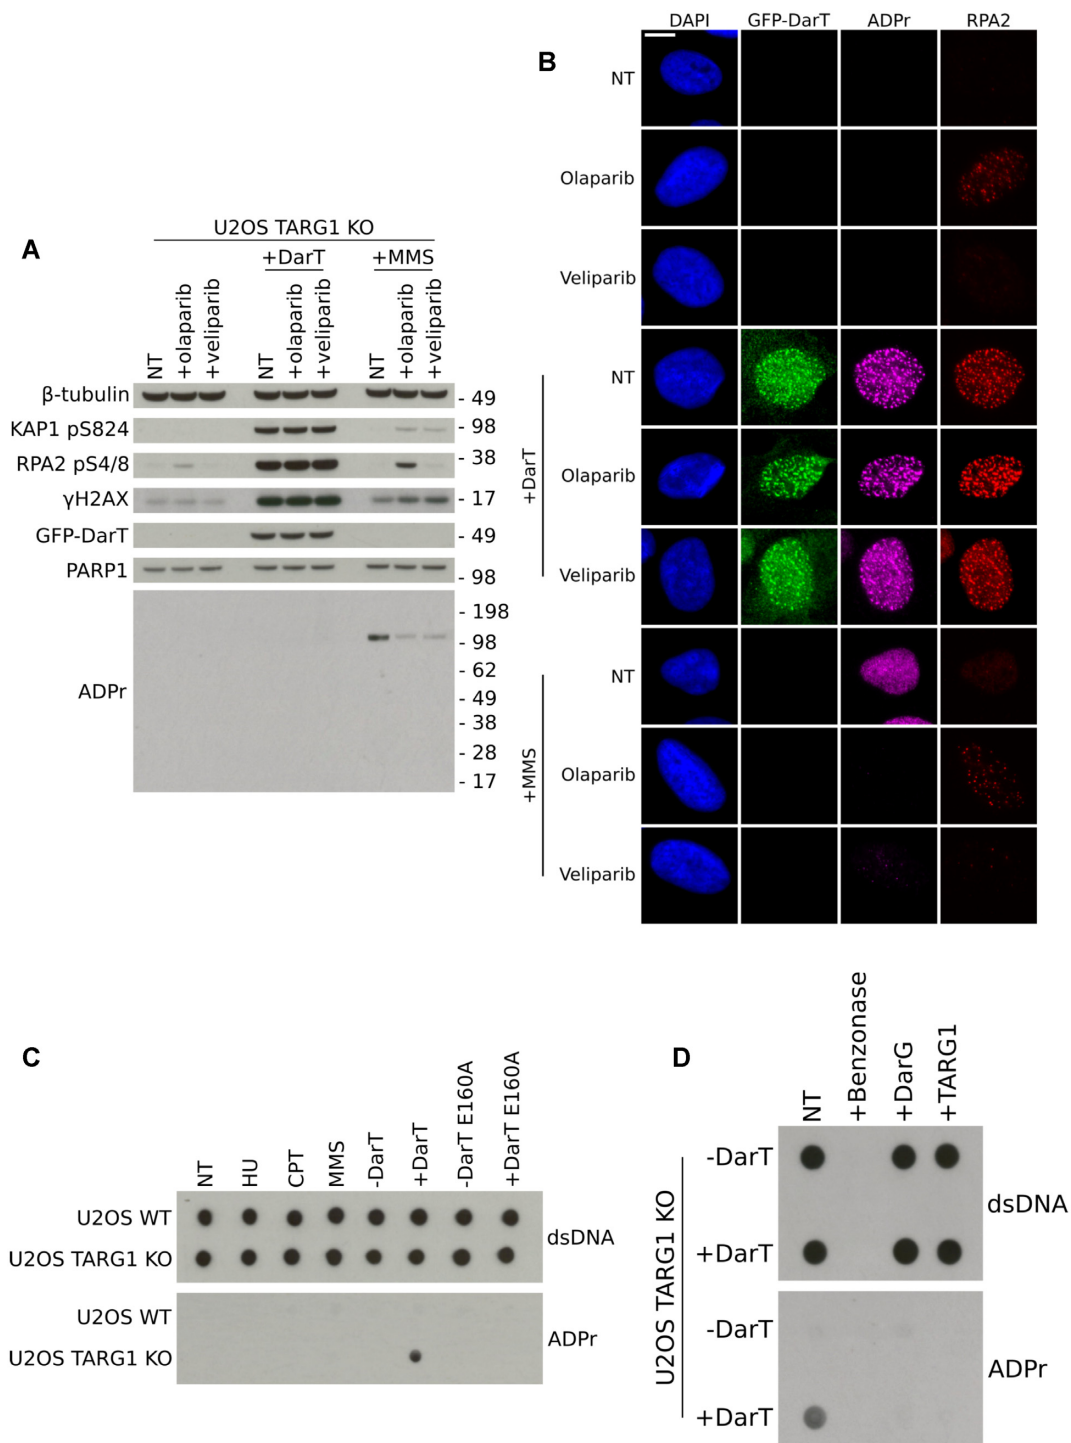 A
U2OS TARG1 KO
+DarT
+MMS
NT
+olaparib
+veliparib
NT
+olaparib
+veliparib
NT
+olaparib
+veliparib
β-tubulin
- 49
KAP1 pS824
- 98
RPA2 pS4/8
- 38
γH2AX
- 17
GFP-DarT
- 49
PARP1
- 98
ADPr
- 198
- 98
- 62
- 49
- 38
- 28
- 17
B
DAPI
GFP-DarT
ADPr
RPA2
NT
Olaparib
Veliparib
+DarT
NT
Olaparib
Veliparib
+MMS
NT
Olaparib
Veliparib
C
NT
HU
CPT
MMS
-DarT
+DarT
-DarT E160A
+DarT E160A
U2OS WT
U2OS TARG1 KO
dsDNA
U2OS WT
U2OS TARG1 KO
ADPr
D
NT
+Benzonase
+DarG
+TARG1
U2OS TARG1 KO
-DarT
+DarT
dsDNA
-DarT
+DarT
ADPr